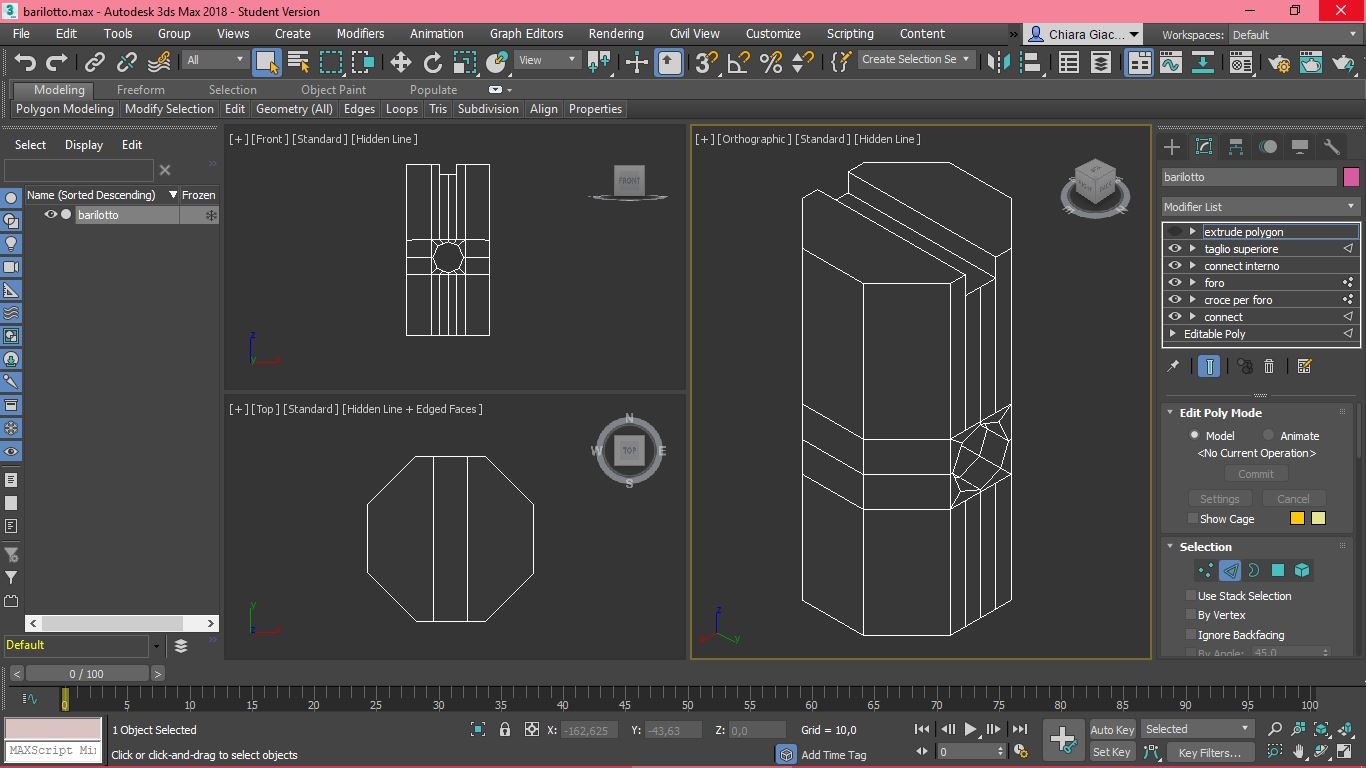 barilotto.max - Autodesk 3ds Max 2018 - Student Version
File Edit Tools Group Views Create Modifiers Animation Graph Editors Rendering Civil View Customize Scripting Content » Chiara Giac... Workspaces: Default
All View Create Selection Se
Modeling Freeform Selection Object Paint Populate
Polygon Modeling Modify Selection Edit Geometry (All) Edges Loops Tris Subdivision Align Properties
Select Display Edit
Name (Sorted Descending) Frozen
barilotto
Default
[+] [Front] [Standard] [Hidden Line]
FRONT
z
x
y
[+] [Top] [Standard] [Hidden Line + Edged Faces]
N
W TOP E
S
y
z x
[+] [Orthographic] [Standard] [Hidden Line]
z
x y
barilotto
Modifier List
extrude polygon
taglio superiore
connect interno
foro
croce per foro
connect
Editable Poly
Edit Poly Mode
Model Animate
<No Current Operation>
Commit
Settings Cancel
Show Cage
Selection
Use Stack Selection
By Vertex
Ignore Backfacing
By Angle: 45,0
< 0 / 100 >
0 5 10 15 20 25 30 35 40 45 50 55 60 65 70 75 80 85 90 95 100
1 Object Selected X: -162,625 Y: -43,63 Z: 0,0 Grid = 10,0 Auto Key Selected
MAXScript Mi Click or click-and-drag to select objects Add Time Tag 0 Set Key Key Filters...